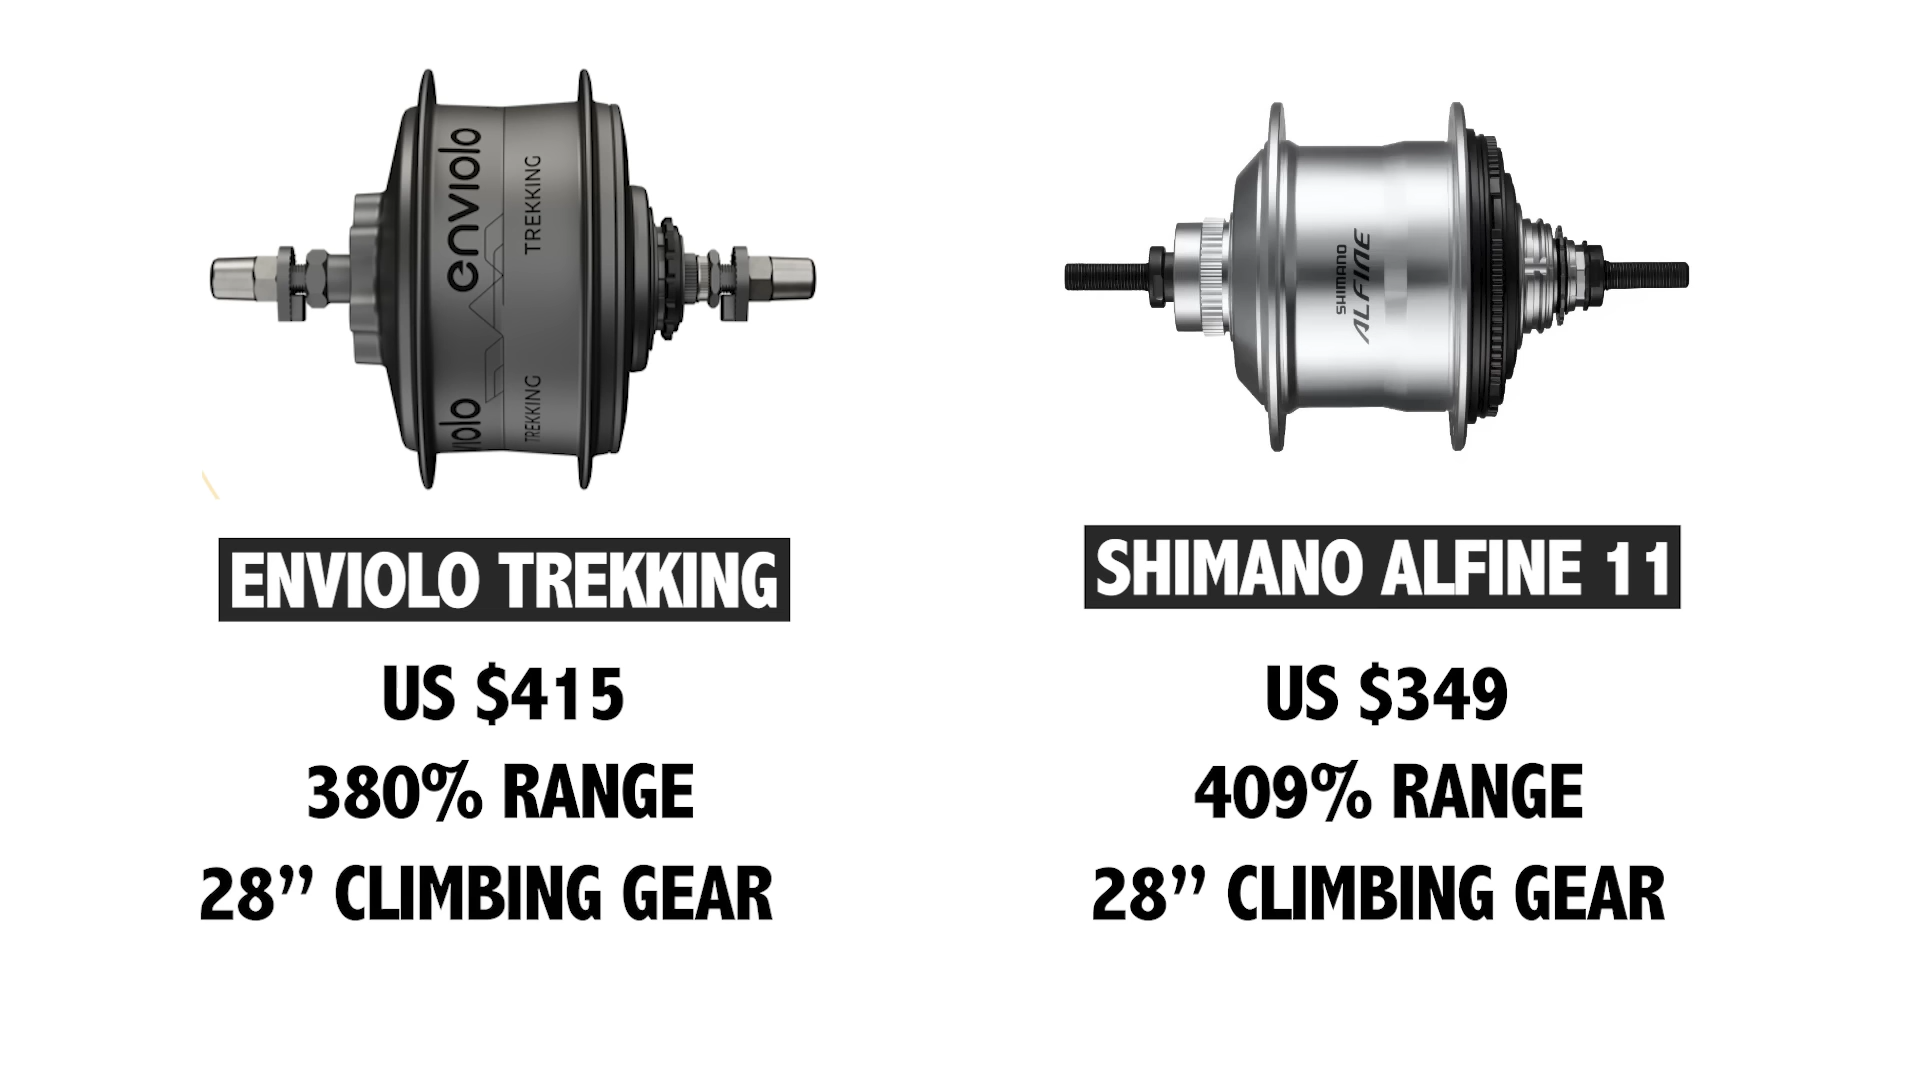 enviolo
TREKKING
violo
TREKKING
SHIMANO
ALFINE
ENVIOLO TREKKING
US $415
380% RANGE
28” CLIMBING GEAR
SHIMANO ALFINE 11
US $349
409% RANGE
28” CLIMBING GEAR